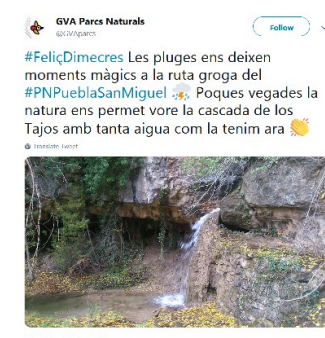 GVA Parcs Naturals
@GVAparcs
Follow
#FeliçDimecres Les pluges ens deixen
moments màgics a la ruta groga del
#PNPueblaSanMiguel ⛈️ Poques vegades la
natura ens permet vore la cascada de los
Tajos amb tanta aigua com la tenim ara 👏
Translate Tweet